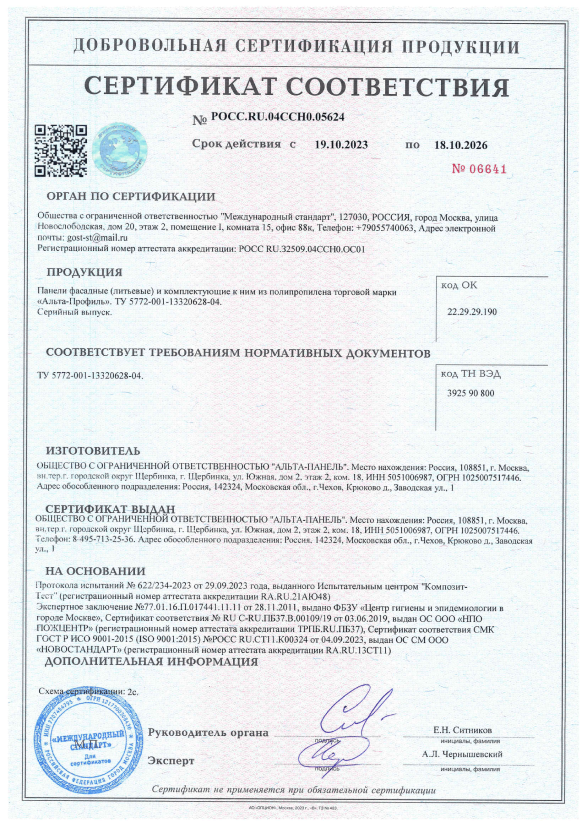 ДОБРОВОЛЬНАЯ СЕРТИФИКАЦИЯ ПРОДУКЦИИ
СЕРТИФИКАТ СООТВЕТСТВИЯ
№ РОСС.RU.04ССН0.05624
Срок действия с 19.10.2023 по 18.10.2026
№ 06641
ОРГАН ПО СЕРТИФИКАЦИИ
Общества с ограниченной ответственностью "Международный стандарт", 127030, РОССИЯ, город Москва, улица
Новослободская, дом 20, этаж 2, помещение I, комната 15, офис 88к, Телефон: +79055740063, Адрес электронной
почты: gost-st@mail.ru
Регистрационный номер аттестата аккредитации: РОСС RU.32509.04ССН0.ОС01
ПРОДУКЦИЯ
Панели фасадные (литьевые) и комплектующие к ним из полипропилена торговой марки
«Альта-Профиль». ТУ 5772-001-13320628-04.
Серийный выпуск.
код ОК
22.29.29.190
СООТВЕТСТВУЕТ ТРЕБОВАНИЯМ НОРМАТИВНЫХ ДОКУМЕНТОВ
ТУ 5772-001-13320628-04.
код ТН ВЭД
3925 90 800
ИЗГОТОВИТЕЛЬ
ОБЩЕСТВО С ОГРАНИЧЕННОЙ ОТВЕТСТВЕННОСТЬЮ "АЛЬТА-ПАНЕЛЬ". Место нахождения: Россия, 108851, г. Москва,
вн.тер.г. городской округ Щербинка, г. Щербинка, ул. Южная, дом 2, этаж 2, ком. 18, ИНН 5051006987, ОГРН 1025007517446.
Адрес обособленного подразделения: Россия, 142324, Московская обл., г.Чехов, Крюково д., Заводская ул., 1
СЕРТИФИКАТ ВЫДАН
ОБЩЕСТВО С ОГРАНИЧЕННОЙ ОТВЕТСТВЕННОСТЬЮ "АЛЬТА-ПАНЕЛЬ". Место нахождения: Россия, 108851, г. Москва,
вн.тер.г. городской округ Щербинка, г. Щербинка, ул. Южная, дом 2, этаж 2, ком. 18, ИНН 5051006987, ОГРН 1025007517446.
Телефон: 8-495-713-25-36. Адрес обособленного подразделения: Россия, 142324, Московская обл., г.Чехов, Крюково д., Заводская
ул., 1
НА ОСНОВАНИИ
Протокола испытаний № 622/234-2023 от 29.09.2023 года, выданного Испытательным центром "Композит-
Тест" (регистрационный номер аттестата аккредитации RA.RU.21АЮ48)
Экспертное заключение №77.01.16.П.017441.11.11 от 28.11.2011, выдано ФБЗУ «Центр гигиены и эпидемиологии в
городе Москве», Сертификат соответствия № RU С-RU.ПБ37.В.00109/19 от 03.06.2019, выдан ОС ООО «НПО
ПОЖЦЕНТР» (регистрационный номер аттестата аккредитации ТРПБ.RU.ПБ37), Сертификат соответствия СМК
ГОСТ Р ИСО 9001-2015 (ISO 9001:2015) №РОСС RU.СТ11.К00324 от 04.09.2023, выдан ОС СМ ООО
«НОВОСТАНДАРТ» (регистрационный номер аттестата аккредитации RA.RU.13СТ11)
ДОПОЛНИТЕЛЬНАЯ ИНФОРМАЦИЯ
Схема сертификации: 2с.
«МЕЖДУНАРОДНЫЙ
СТАНДАРТ»
Для
сертификатов
М.П.
РОССИЙСКАЯ ФЕДЕРАЦИЯ ГОРОД МОСКВА
Руководитель органа
подпись
Е.Н. Ситников
инициалы, фамилия
Эксперт
подпись
А.Л. Чернышевский
инициалы, фамилия
Сертификат не применяется при обязательной сертификации